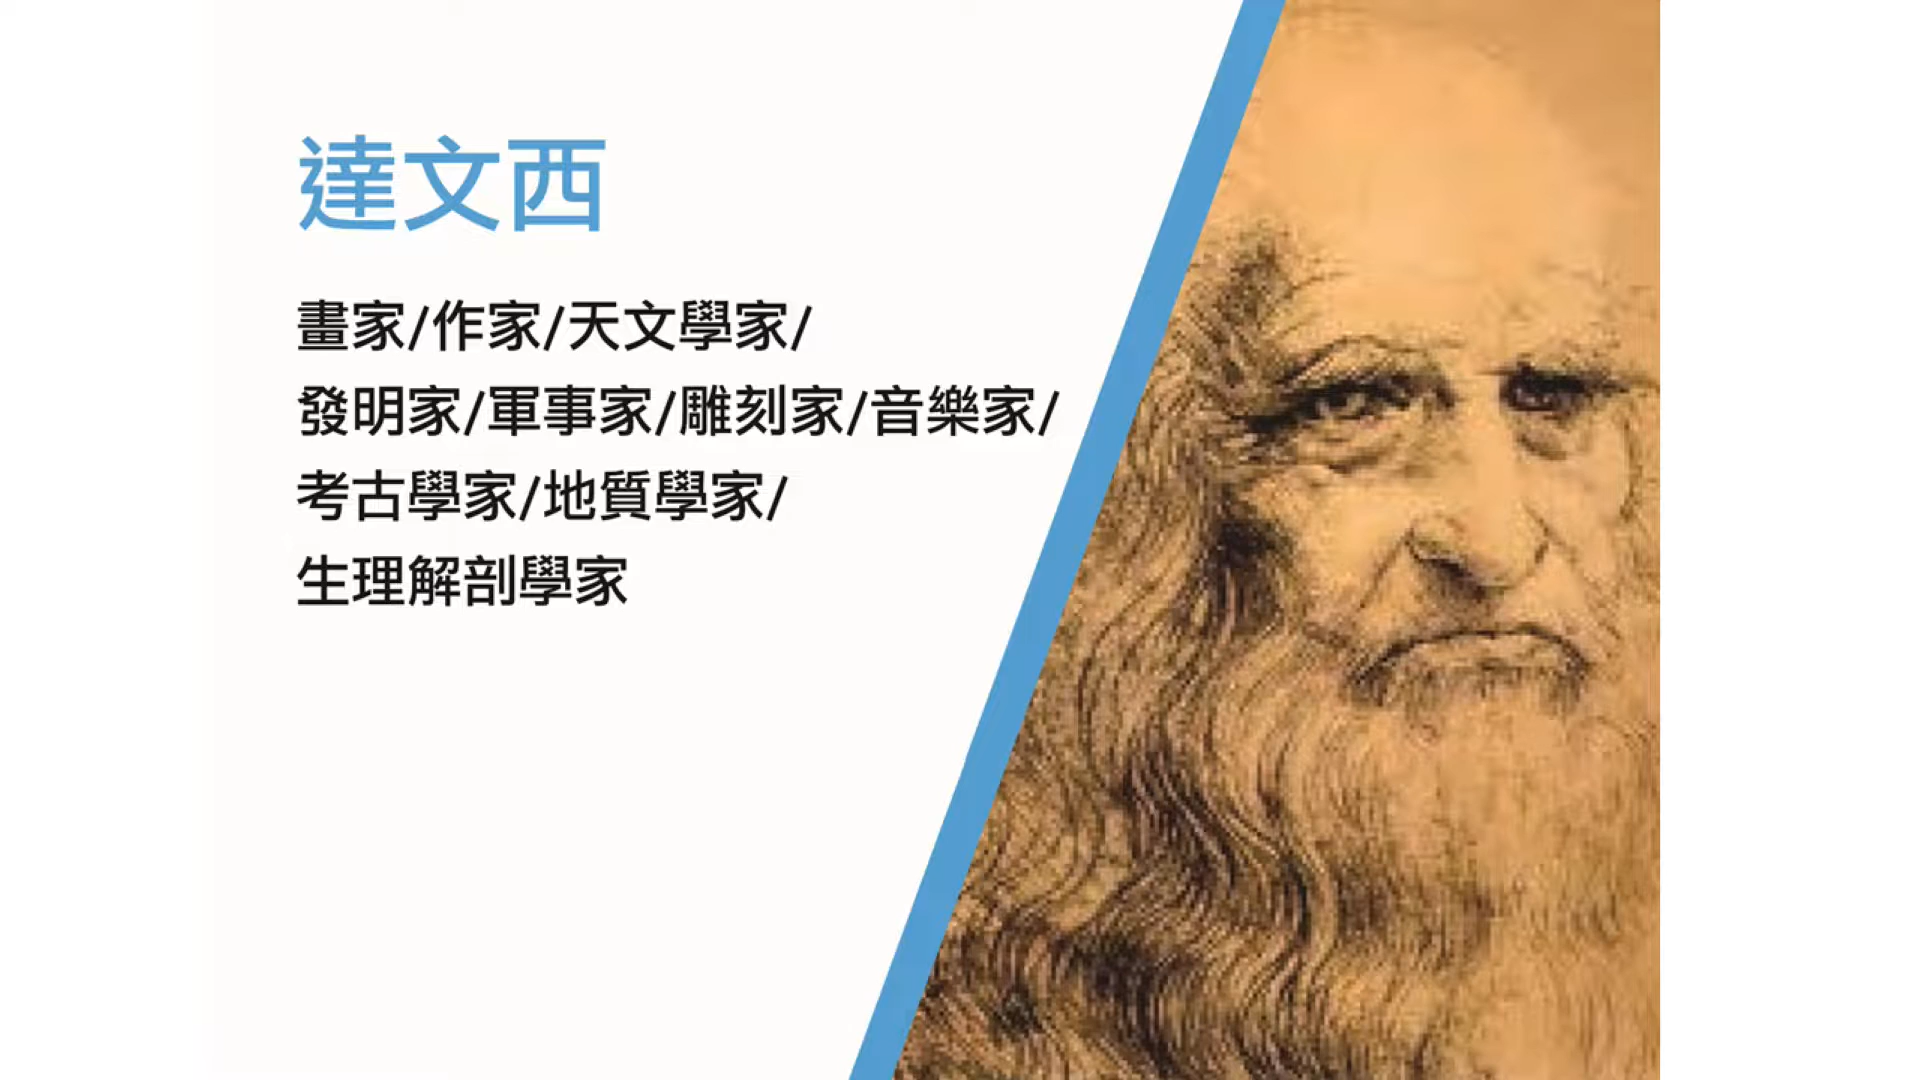 達文西
畫家/作家/天文學家/
發明家/軍事家/雕刻家/音樂家/
考古學家/地質學家/
生理解剖學家